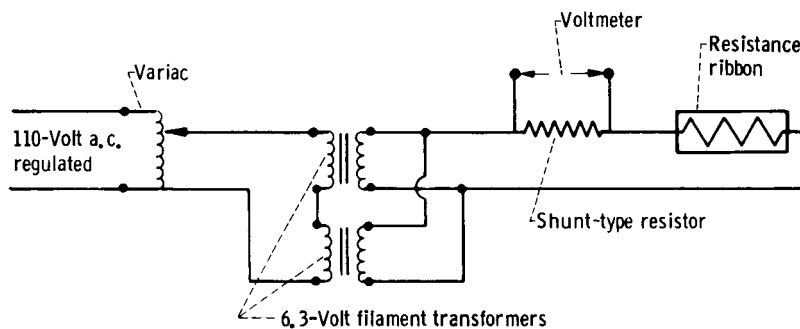 Voltmeter
Resistance
ribbon
Variac
110-Volt a.c.
regulated
Shunt-type resistor
6.3-Volt filament transformers